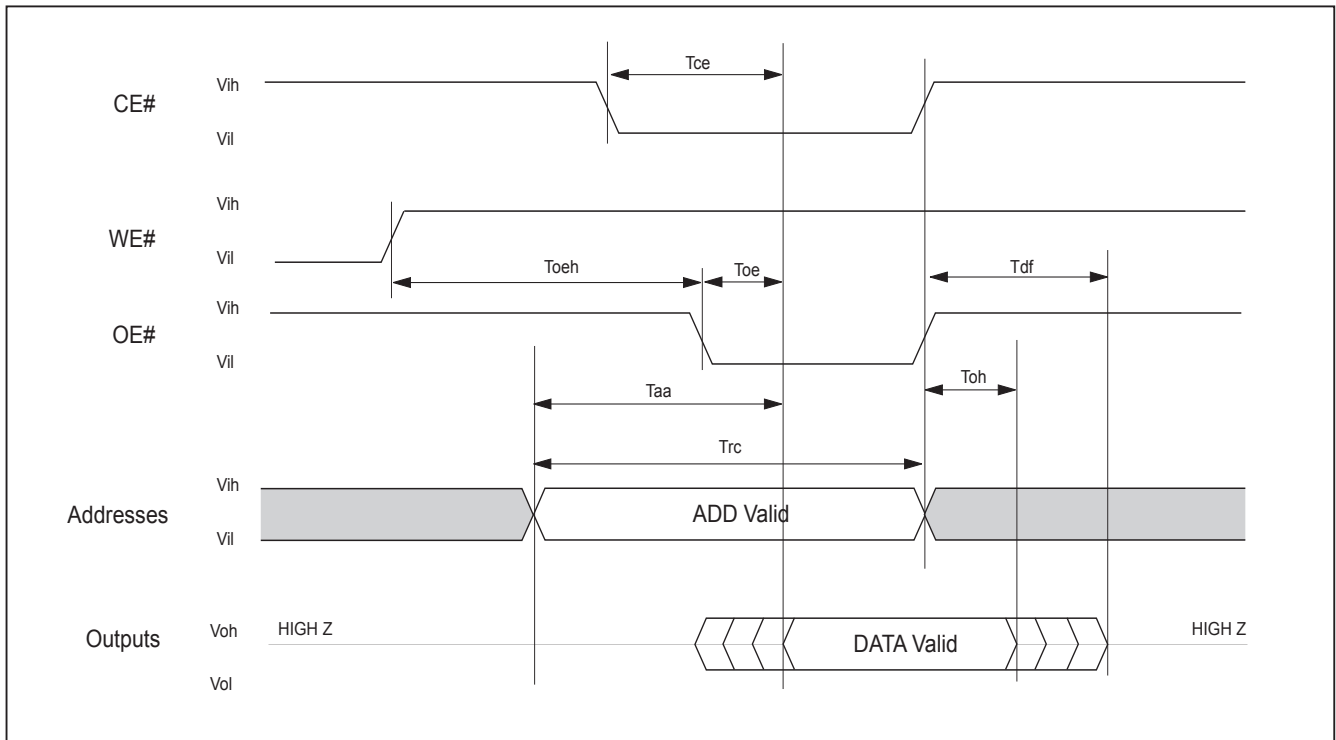 Tce
CE#
Vih
Vil
WE#
Vih
Vil
Toeh
Toe
Tdf
OE#
Vih
Vil
Taa
Toh
Trc
Addresses
Vih
Vil
ADD Valid
Outputs
Voh
Vol
HIGH Z
DATA Valid
HIGH Z